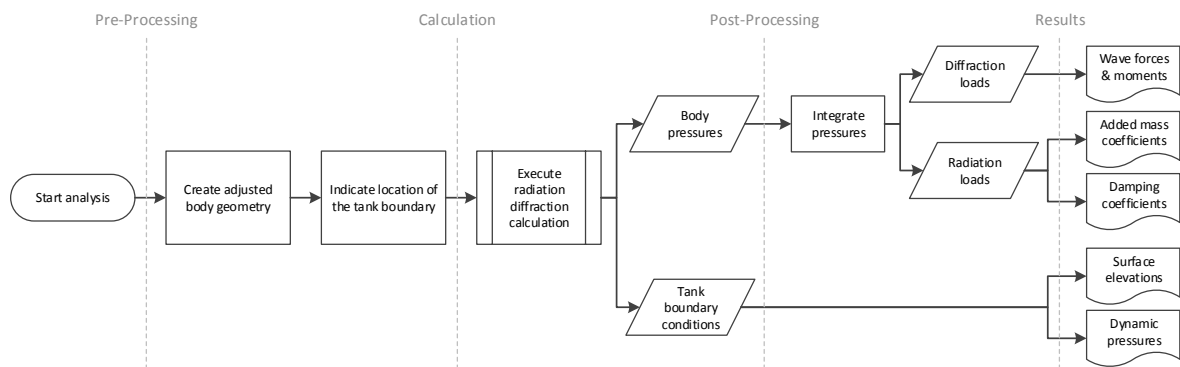 Pre-Processing
Calculation
Post-Processing
Results
Start analysis
Create adjusted
body geometry
Indicate location of
the tank boundary
Execute
radiation
diffraction
calculation
Body
pressures
Integrate
pressures
Diffraction
loads
Wave forces
& moments
Radiation
loads
Added mass
coefficients
Damping
coefficients
Tank
boundary
conditions
Surface
elevations
Dynamic
pressures